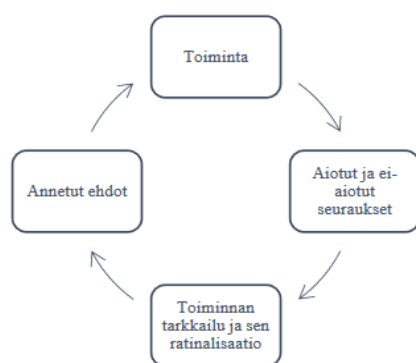 Toiminta
Aiotut ja ei-
aiotut
seuraukset
Toiminnan
tarkkailu ja sen
ratinalisaatio
Annetut ehdot